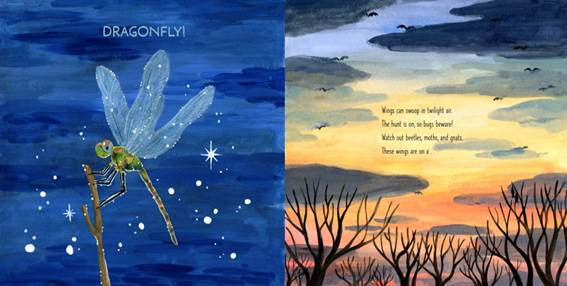 DRAGONFLY!
Wings can swoop in twilight air.
The hunt is on, so bugs beware!
Watch out beetles, moths, and gnats.
These wings are on a .